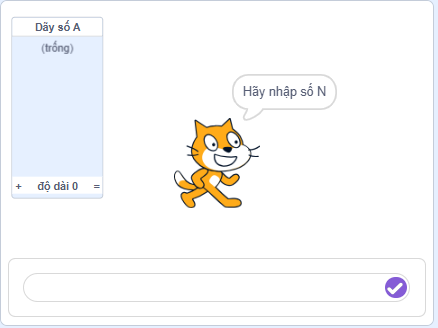 Dãy số A
(trống)
+ độ dài 0 =
Hãy nhập số N